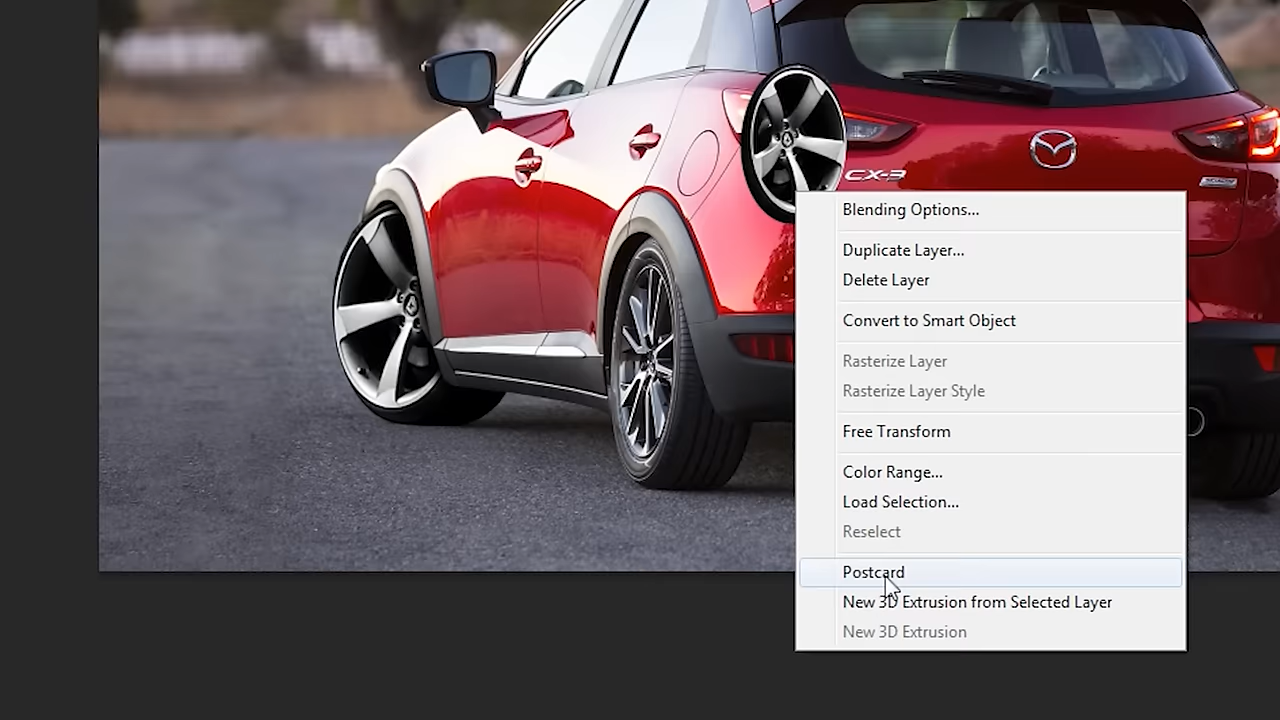 CX-3
Blending Options...
Duplicate Layer...
Delete Layer
Convert to Smart Object
Rasterize Layer
Rasterize Layer Style
Free Transform
Color Range...
Load Selection...
Reselect
Postcard
New 3D Extrusion from Selected Layer
New 3D Extrusion